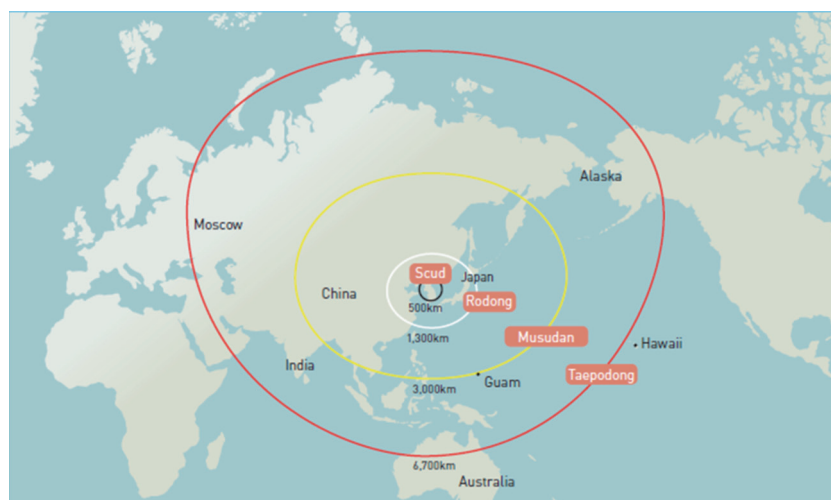 Alaska
Moscow
Scud
Japan
China
Rodong
500km
1,300km
Musudan
Hawaii
India
Taepodong
Guam
3,000km
6,700km
Australia